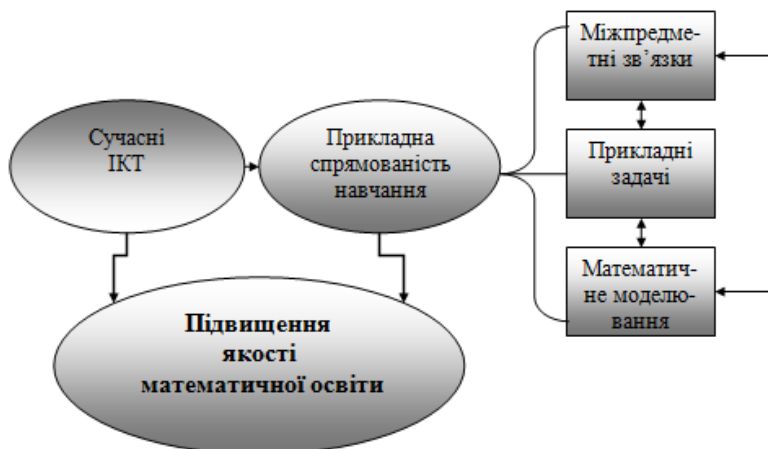 Міжпредме-
тні зв’язки
Сучасні
ІКТ
Прикладна
спрямованість
навчання
Прикладні
задачі
Математич-
не моделю-
вання
Підвищення
якості
математичної освіти